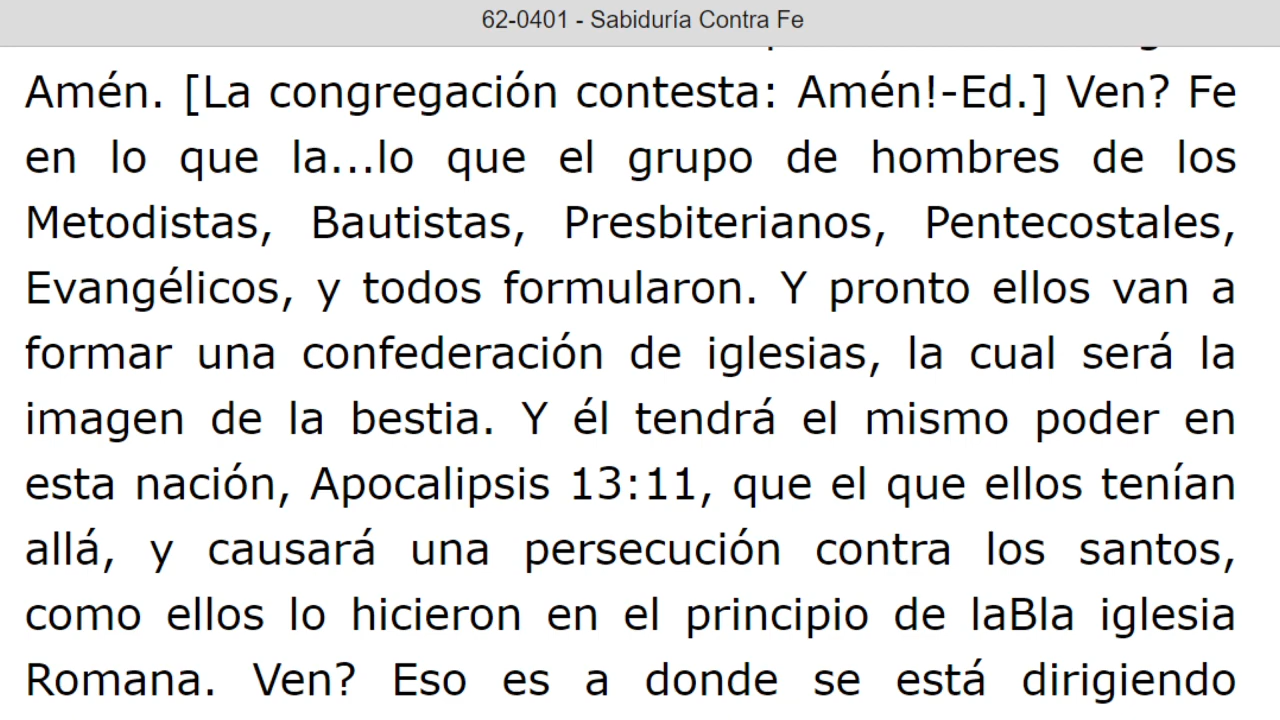 62-0401 - Sabiduría Contra Fe
Amén. [La congregación contesta: Amén!-Ed.] Ven? Fe
en lo que la...lo que el grupo de hombres de los
Metodistas, Bautistas, Presbiterianos, Pentecostales,
Evangélicos, y todos formularon. Y pronto ellos van a
formar una confederación de iglesias, la cual será la
imagen de la bestia. Y él tendrá el mismo poder en
esta nación, Apocalipsis 13:11, que el que ellos tenían
allá, y causará una persecución contra los santos,
como ellos lo hicieron en el principio de laBla iglesia
Romana. Ven? Eso es a donde se está dirigiendo